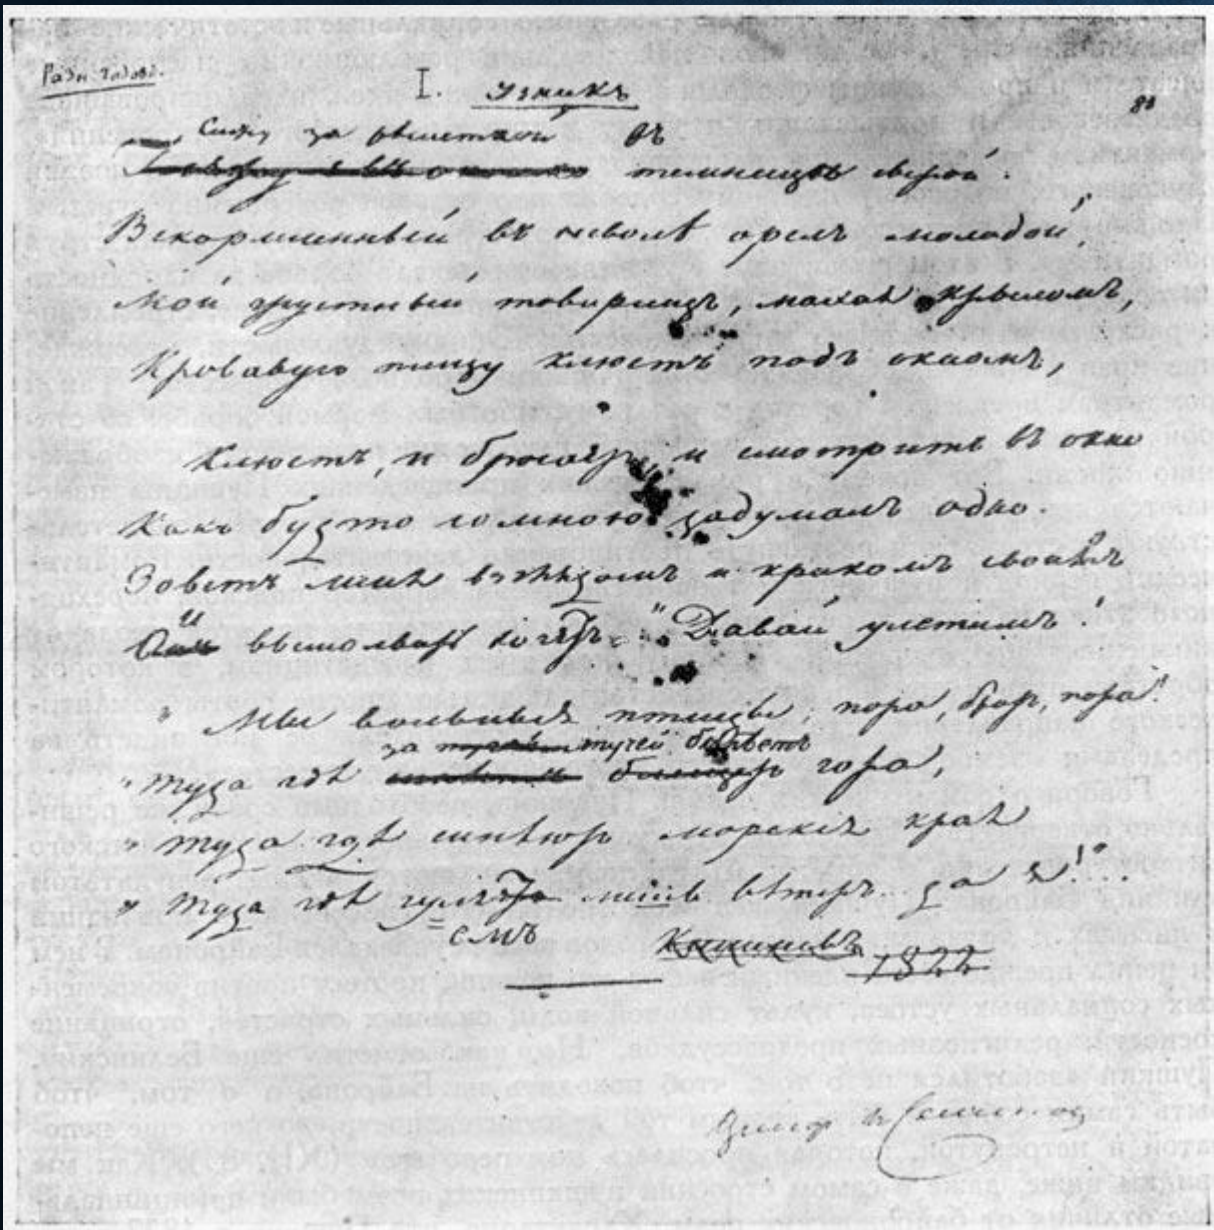 I. Узникъ
Сижу за рѣшеткой въ
темницѣ сырой.
Вскормленный въ неволѣ орелъ молодой,
Мой грустный товарищъ, махая крыломъ,
Кровавую пищу клюетъ подъ окномъ,
Клюетъ, и бросаетъ, и смотритъ въ окно
Какъ будто со мною задумалъ одно.
Зоветъ меня взглядомъ и крикомъ своимъ
И вымолвить хочетъ: "Давай улетимъ!
" Мы вольныя птицы; пора, братъ, пора!
за тучей бѣлѣетъ
" Туда гдѣ гора,
" Туда гдѣ синѣютъ морскія края
" Туда гдѣ гуляемъ лишь вѣтеръ да я!"...
Кишиневъ 1822